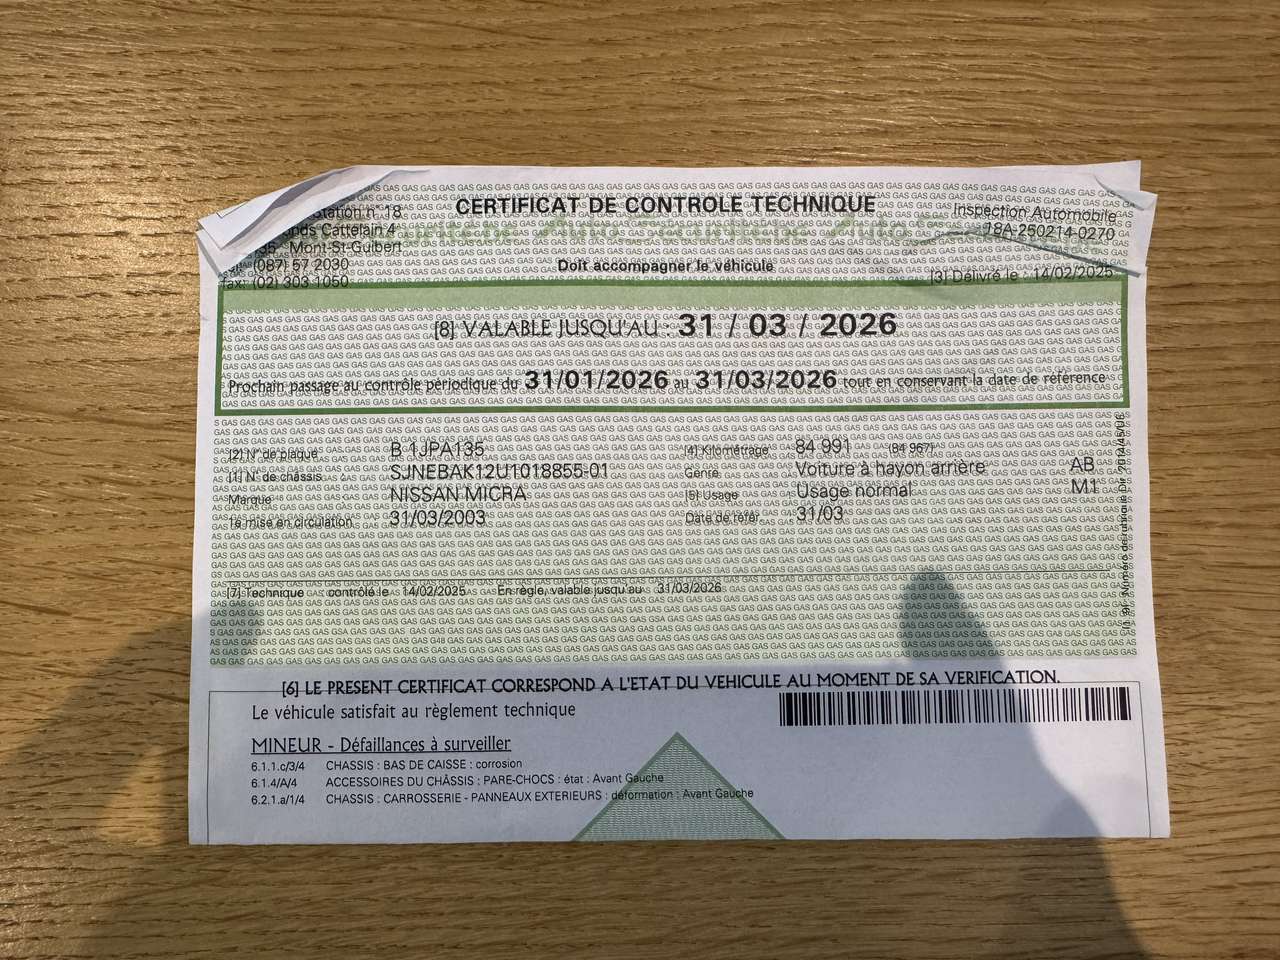 Station n° 18
Cattelain 4
Mont-St-Guibert
(087) 57 2030
fax: (02) 303 1050
CERTIFICAT DE CONTROLE TECHNIQUE
Doit accompagner le véhicule
Inspection Automobile
18A-250214-0270
[3] Délivré le : 14/02/2025
[8] VALABLE JUSQU'AU : 31 / 03 / 2026
Prochain passage au contrôle périodique du 31/01/2026 au 31/03/2026 tout en conservant la date de référence
[2] N° de plaque : B 1JPA135
[1] N° de châssis : SJNEBAK12U1018855-01
Marque : NISSAN MICRA
1e mise en circulation 31/03/2003
[4] Kilométrage 84 991 (84 967)
Genre Voiture à hayon arrière AB
[5] Usage Usage normal M1
Date de référ. 31/03
[7] Technique contrôlé le 14/02/2025 En règle, valable jusqu'au 31/03/2026
[6] LE PRESENT CERTIFICAT CORRESPOND A L'ETAT DU VEHICULE AU MOMENT DE SA VERIFICATION.
Le véhicule satisfait au règlement technique
MINEUR - Défaillances à surveiller
6.1.1.c/3/4 CHASSIS : BAS DE CAISSE : corrosion
6.1.4/A/4 ACCESSOIRES DU CHÂSSIS : PARE-CHOCS : état : Avant Gauche
6.2.1.a/1/4 CHASSIS : CARROSSERIE - PANNEAUX EXTERIEURS : déformation : Avant Gauche